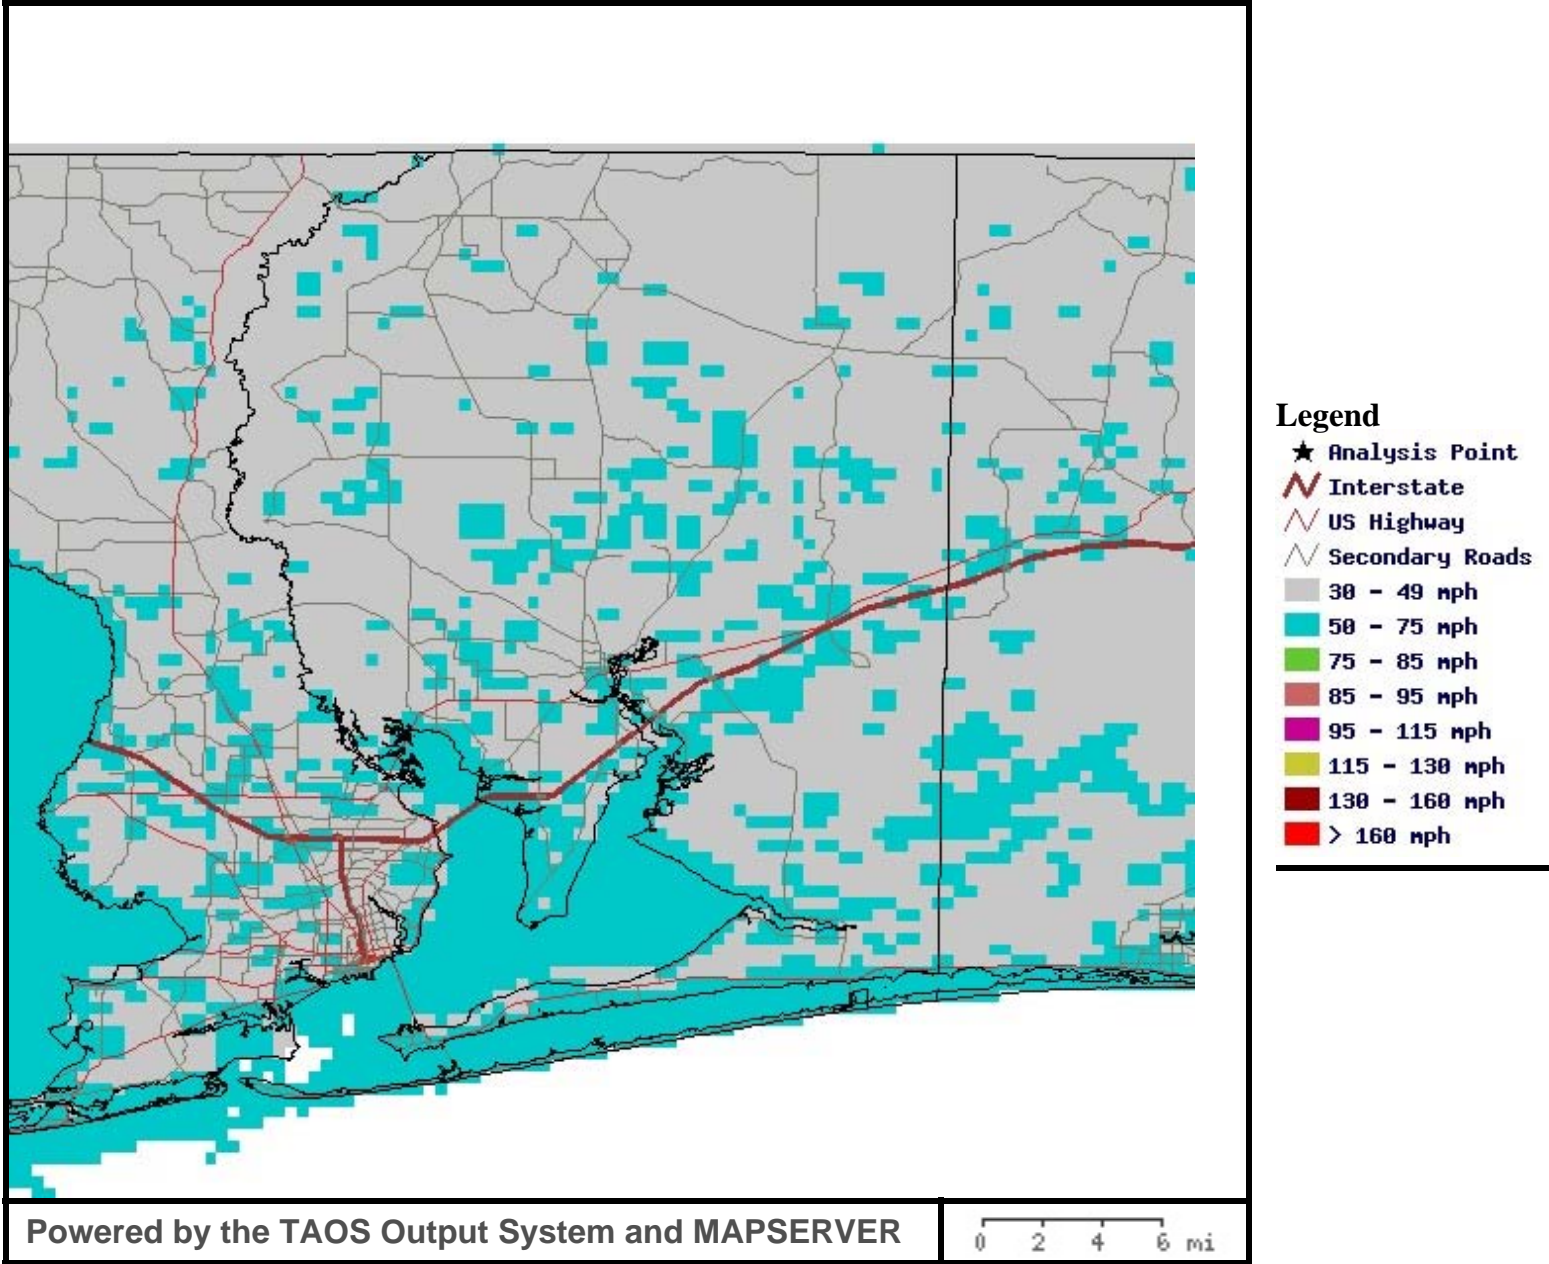 Legend
Analysis Point
Interstate
US Highway
Secondary Roads
30 - 49 mph
50 - 75 mph
75 - 85 mph
85 - 95 mph
95 - 115 mph
115 - 130 mph
130 - 160 mph
> 160 mph
Powered by the TAOS Output System and MAPSERVER
0 2 4 6 mi